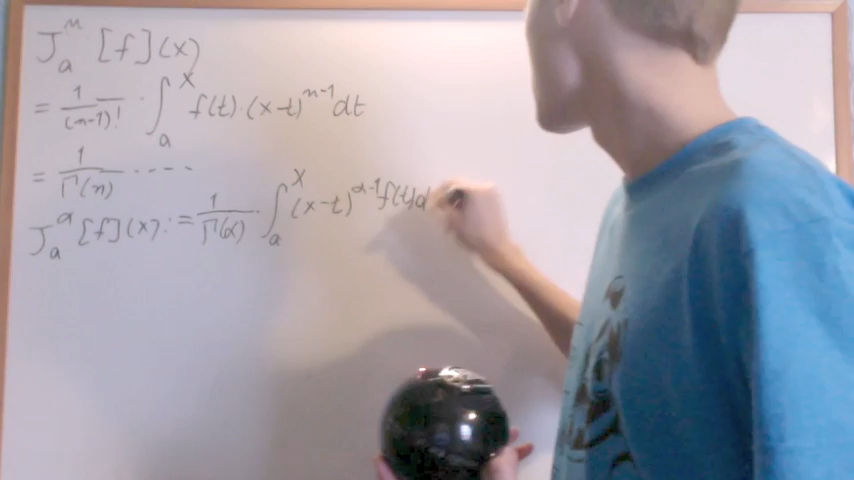 J_a^n [f](x)
= 1/(n-1)! · ∫_a^x f(t)·(x-t)^{n-1} dt
= 1/Γ(n) ....
J_a^α [f](x) := 1/Γ(α) · ∫_a^x (x-t)^{α-1} f(t) d